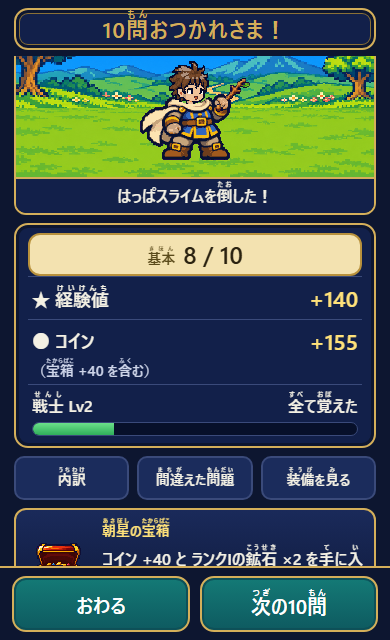 10問おつかれさま！
はっぱスライムを倒した！
基本 8 / 10
★ 経験値 +140
● コイン +155
（宝箱 +40 を含む）
戦士 Lv2 全て覚えた
内訳 間違えた問題 装備を見る
朝星の宝箱
コイン +40 と ランクIの鉱石 ×2 を手に入
おわる 次の10問